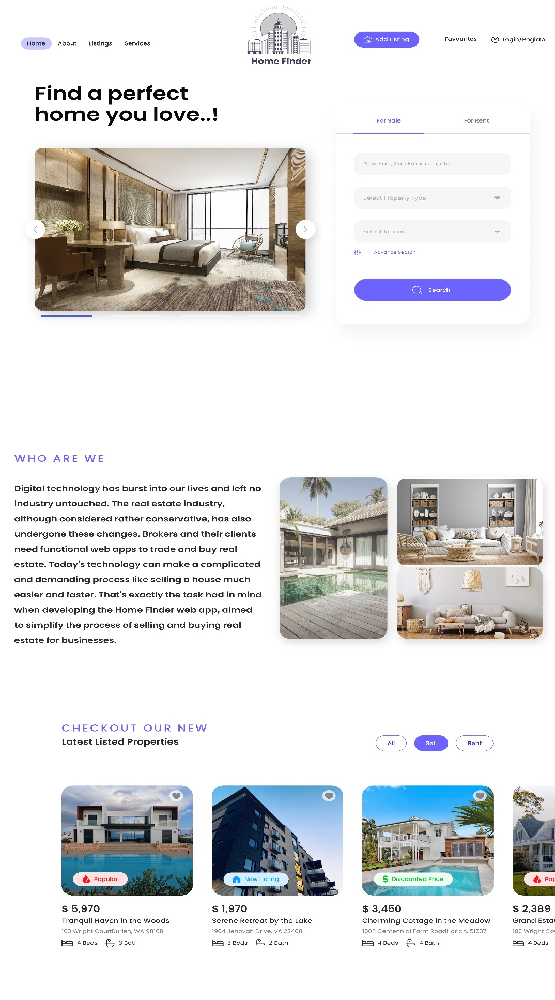 Home
About
Listings
Services
Home Finder
Add Listing
Favourites
Login/Register
Find a perfect
home you love..!
For Sale
For Rent
New York, San Francisco, etc
Select Property Type
Select Rooms
Advance Search
Search
WHO ARE WE
Digital technology has burst into our lives and left no
industry untouched. The real estate industry,
although considered rather conservative, has also
undergone these changes. Brokers and their clients
need functional web apps to trade and buy real
estate. Today's technology can make a complicated
and demanding process like selling a house much
easier and faster. That's exactly the task had in mind
when developing the Home Finder web app, aimed
to simplify the process of selling and buying real
estate for businesses.
CHECKOUT OUR NEW
Latest Listed Properties
All
Sell
Rent
Popular
$ 5,970
Tranquil Haven in the Woods
103 Wright CourtBurien, WA 98168
4 Beds
3 Bath
New Listing
$ 1,970
Serene Retreat by the Lake
1964 Jehovah Drive, VA 22408
3 Beds
2 Bath
Discounted Price
$ 3,450
Charming Cottage in the Meadow
1508 Centennial Farm RoadHarlan, 51537
4 Beds
4 Bath
Pop
$ 2,389
Grand Estat
103 Wright Cou
4 Beds